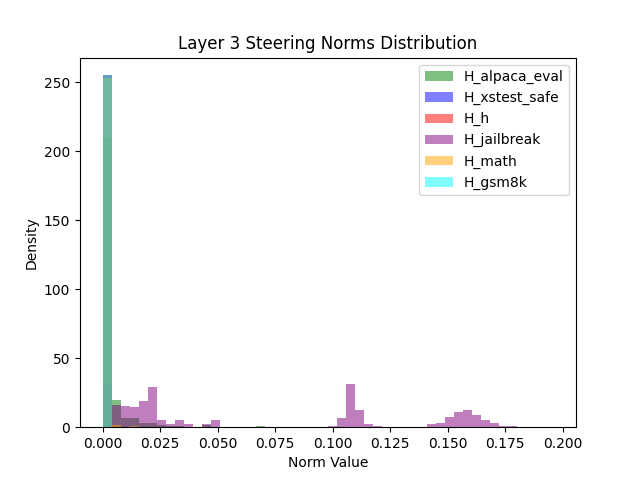 Layer 3 Steering Norms Distribution
250
200
150
100
50
0
Density
H_alpaca_eval
H_xstest_safe
H_h
H_jailbreak
H_math
H_gsm8k
0.000 0.025 0.050 0.075 0.100 0.125 0.150 0.175 0.200
Norm Value